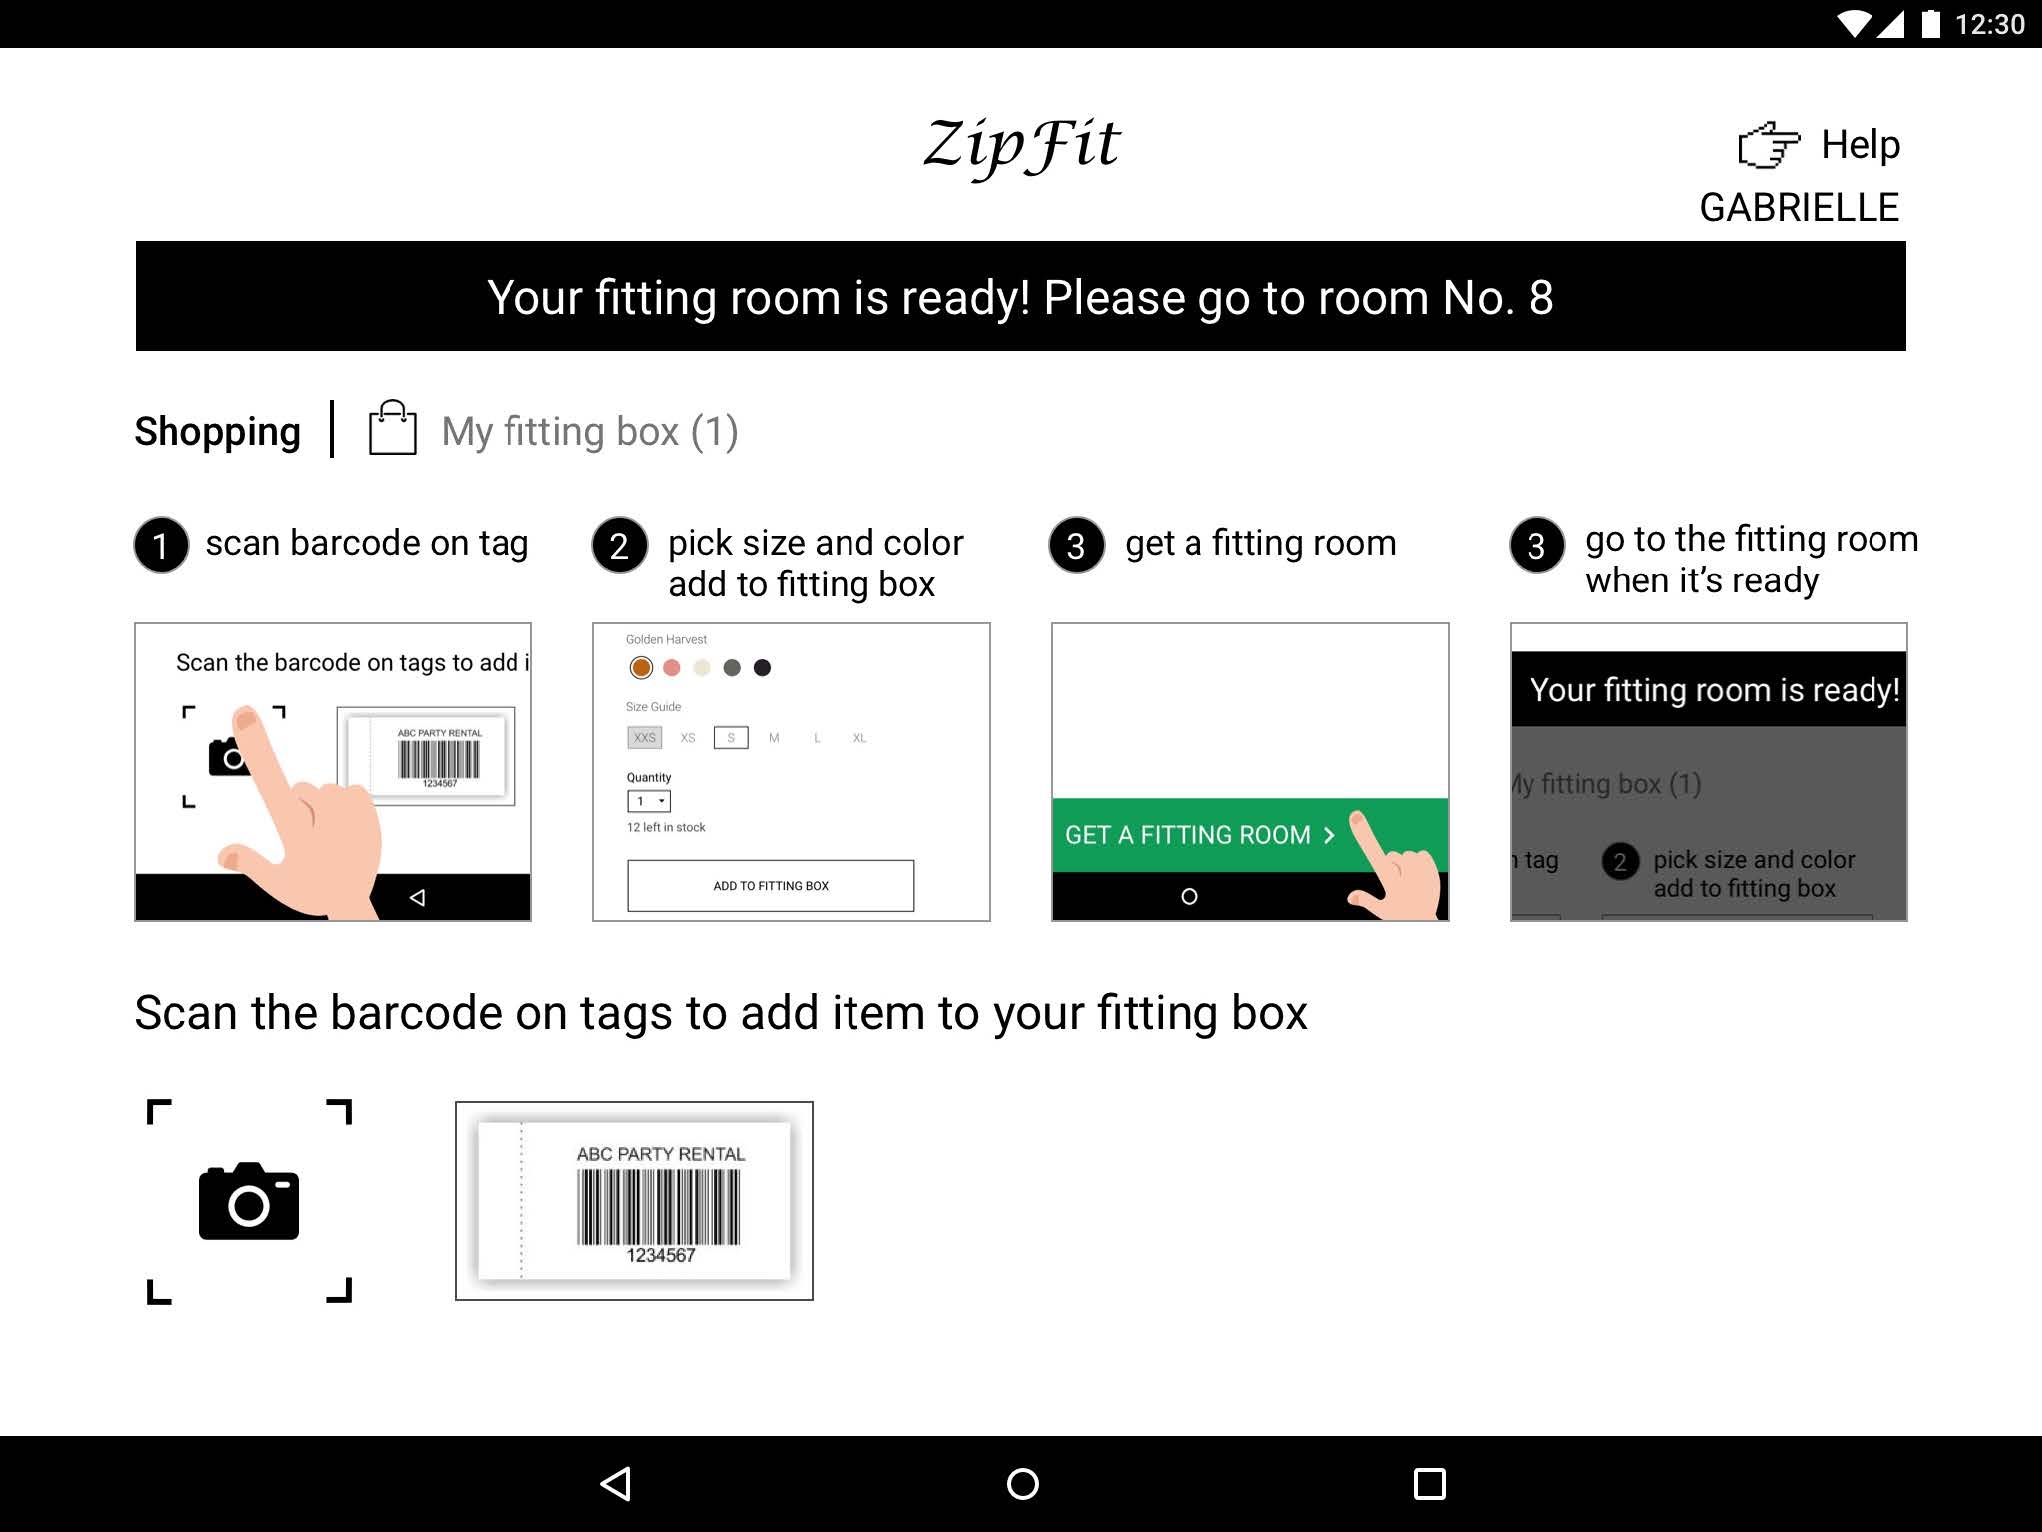 12:30
ZipFit
Help
GABRIELLE
Your fitting room is ready! Please go to room No. 8
Shopping
My fitting box (1)
1 scan barcode on tag
2 pick size and color
add to fitting box
3 get a fitting room
3 go to the fitting room
when it's ready
Scan the barcode on tags to add i
ABC PARTY RENTAL
1234567
Golden Harvest
Size Guide
XXS XS S M L XL
Quantity
1
12 left in stock
ADD TO FITTING BOX
GET A FITTING ROOM >
Your fitting room is ready!
My fitting box (1)
n tag
2 pick size and color
add to fitting box
Scan the barcode on tags to add item to your fitting box
ABC PARTY RENTAL
1234567